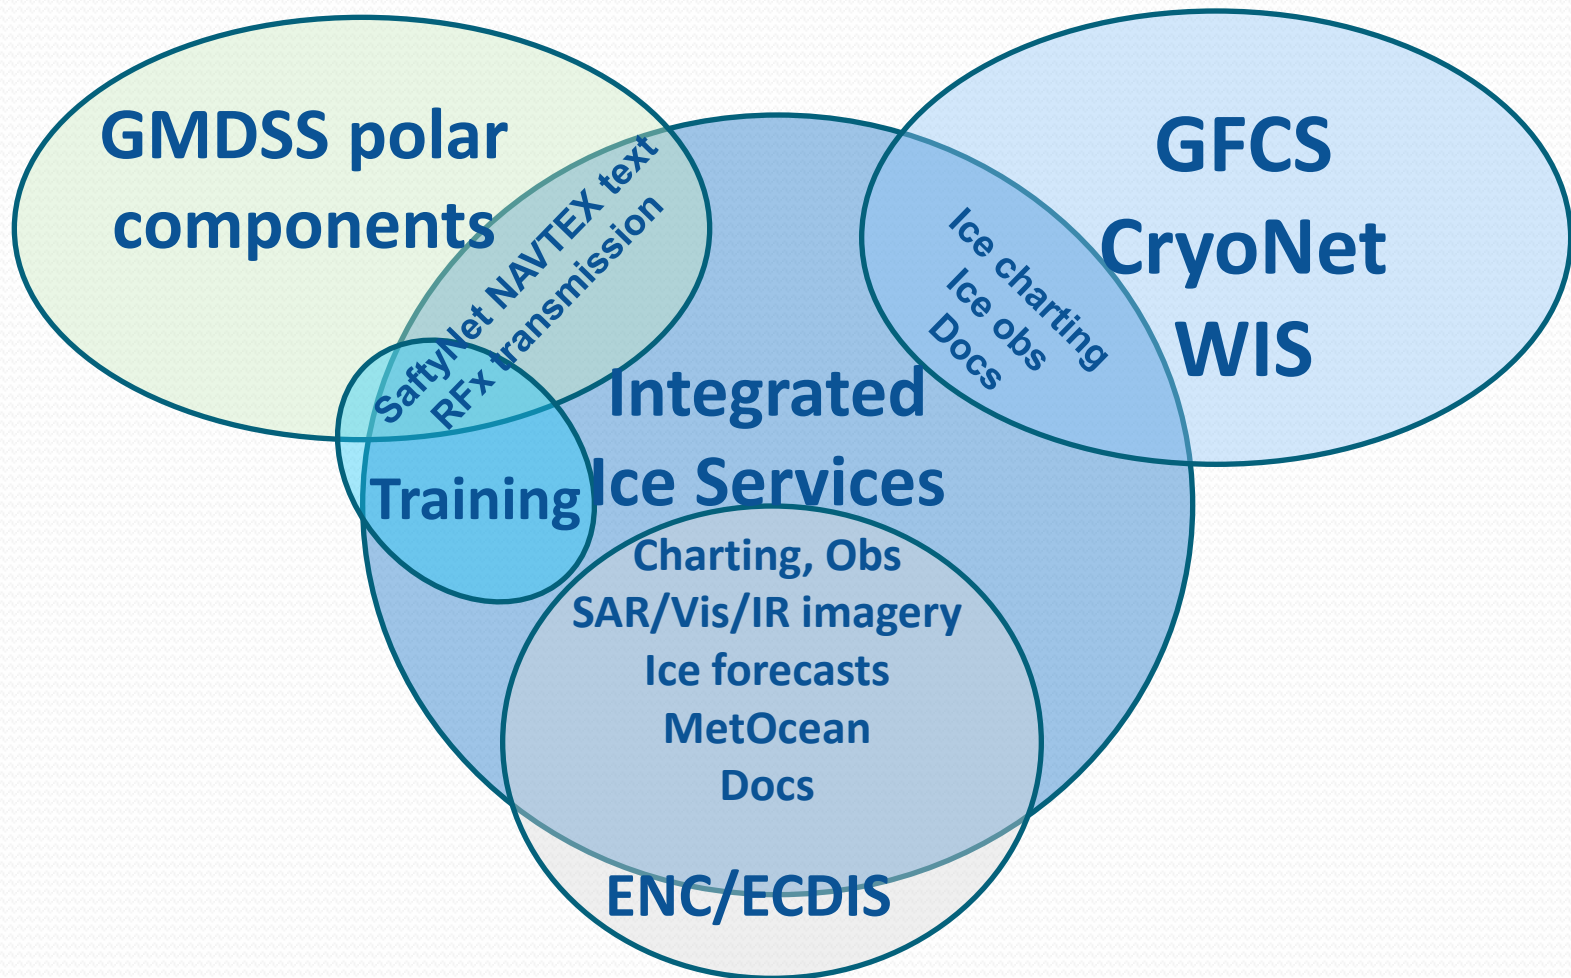 GMDSS polar
components
SaftyNet NAVTEX text
RFx transmission
GFCS
CryoNet
WIS
Ice charting
Ice obs
Docs
Integrated
Ice Services
Training
Charting, Obs
SAR/Vis/IR imagery
Ice forecasts
MetOcean
Docs
ENC/ECDIS